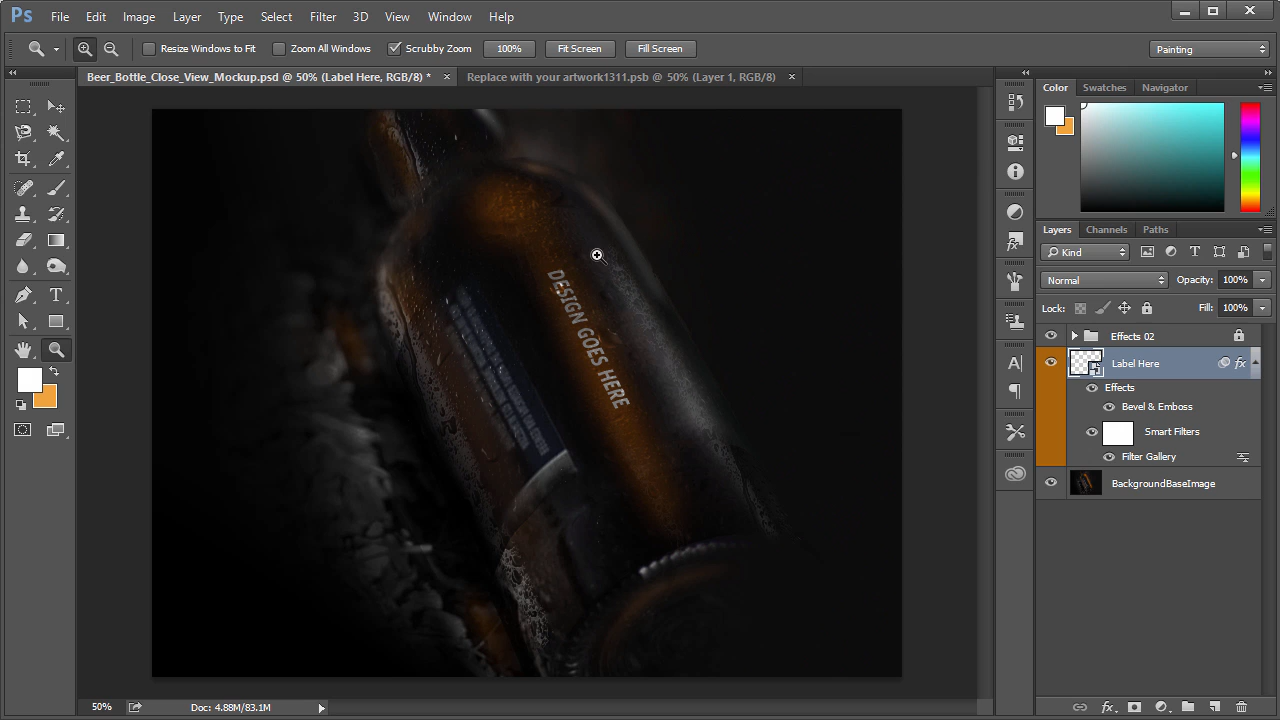 Ps File Edit Image Layer Type Select Filter 3D View Window Help
Resize Windows to Fit Zoom All Windows Scrubby Zoom 100% Fit Screen Fill Screen Painting
Beer_Bottle_Close_View_Mockup.psd @ 50% (Label Here, RGB/8) * × Replace with your artwork1311.psb @ 50% (Layer 1, RGB/8) ×
Color Swatches Navigator
DESIGN GOES HERE
Layers Channels Paths
Kind
Normal Opacity: 100%
Lock: Fill: 100%
Effects 02
Label Here fx
Effects
Bevel & Emboss
Smart Filters
Filter Gallery
BackgroundBaseImage
50% Doc: 4.88M/83.1M